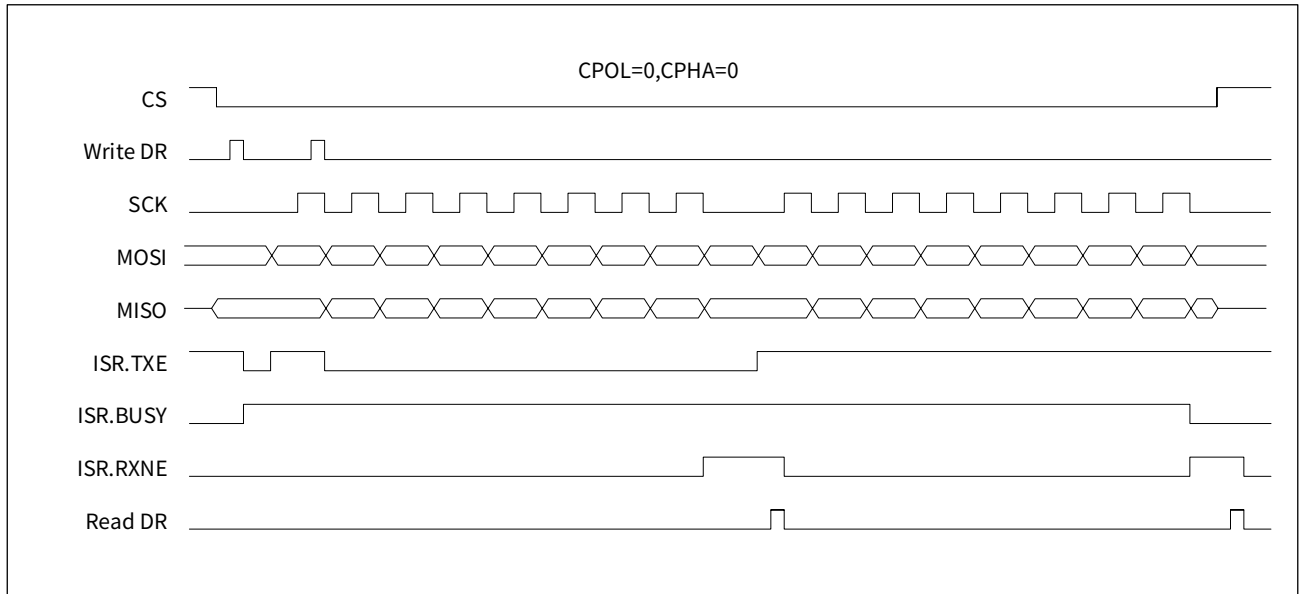 CPOL=0,CPHA=0
CS
Write DR
SCK
MOSI
MISO
ISR.TXE
ISR.BUSY
ISR.RXNE
Read DR